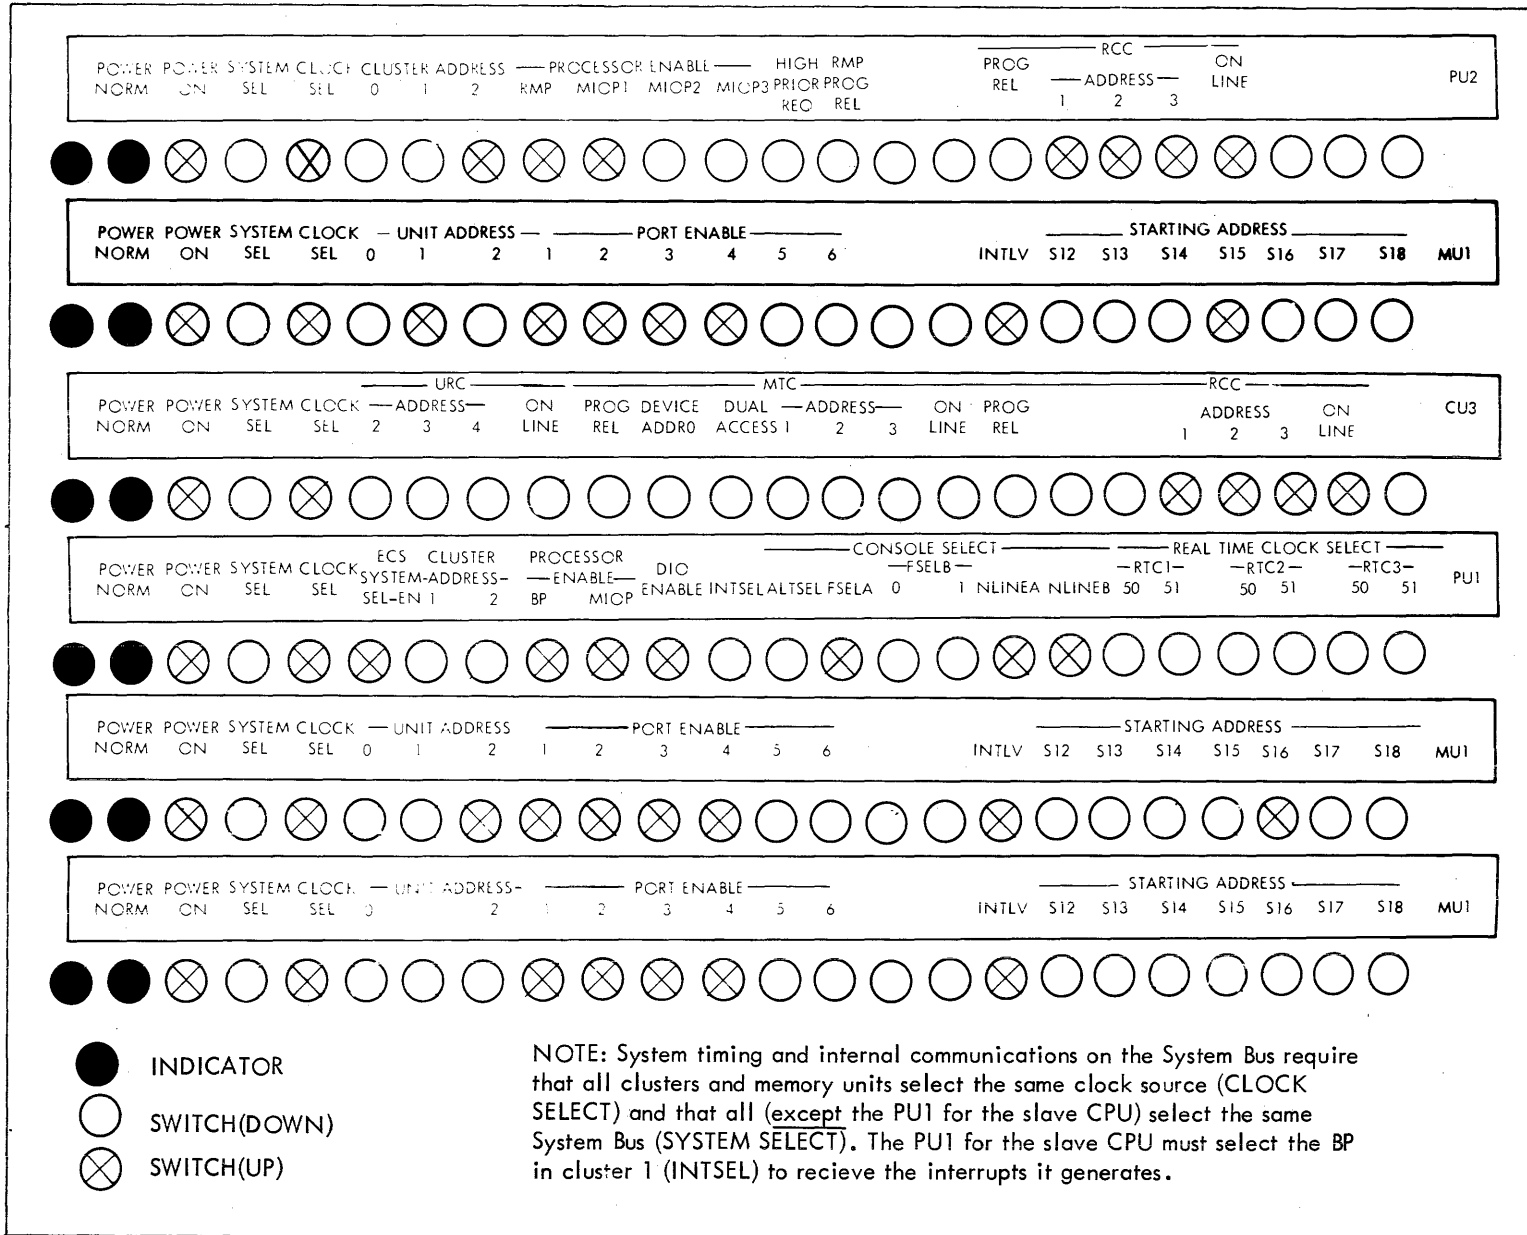 RCC
POWER POWER SYSTEM CLOCK CLUSTER ADDRESS PROCESSOR ENABLE HIGH RMP PROG ADDRESS ON PU2
NORM ON SEL SEL 0 1 2 RMP MIOP1 MIOP2 MIOP3 PRIOR PROG REL 1 2 3 LINE
REQ REL
POWER POWER SYSTEM CLOCK UNIT ADDRESS PORT ENABLE STARTING ADDRESS
NORM ON SEL SEL 0 1 2 1 2 3 4 5 6 INTLV S12 S13 S14 S15 S16 S17 S18 MU1
URC MTC RCC
POWER POWER SYSTEM CLOCK ADDRESS ON PROG DEVICE DUAL ADDRESS ON PROG ADDRESS ON CU3
NORM ON SEL SEL 2 3 4 LINE REL ADDR0 ACCESS 1 2 3 LINE REL 1 2 3 LINE
ECS CLUSTER PROCESSOR CONSOLE SELECT REAL TIME CLOCK SELECT
POWER POWER SYSTEM CLOCK SYSTEM-ADDRESS- ENABLE DIO FSELB RTC1 RTC2 RTC3 PU1
NORM ON SEL SEL SEL-EN 1 2 BP MIOP ENABLE INTSEL ALTSEL FSELA 0 1 NLINEA NLINEB 50 51 50 51 50 51
POWER POWER SYSTEM CLOCK UNIT ADDRESS PORT ENABLE STARTING ADDRESS
NORM ON SEL SEL 0 1 2 1 2 3 4 5 6 INTLV S12 S13 S14 S15 S16 S17 S18 MU1
POWER POWER SYSTEM CLOCK UNIT ADDRESS- PORT ENABLE STARTING ADDRESS
NORM ON SEL SEL 0 2 1 2 3 4 5 6 INTLV S12 S13 S14 S15 S16 S17 S18 MU1
INDICATOR
SWITCH(DOWN)
SWITCH(UP)
NOTE: System timing and internal communications on the System Bus require
that all clusters and memory units select the same clock source (CLOCK
SELECT) and that all (except the PU1 for the slave CPU) select the same
System Bus (SYSTEM SELECT). The PU1 for the slave CPU must select the BP
in cluster 1 (INTSEL) to recieve the interrupts it generates.